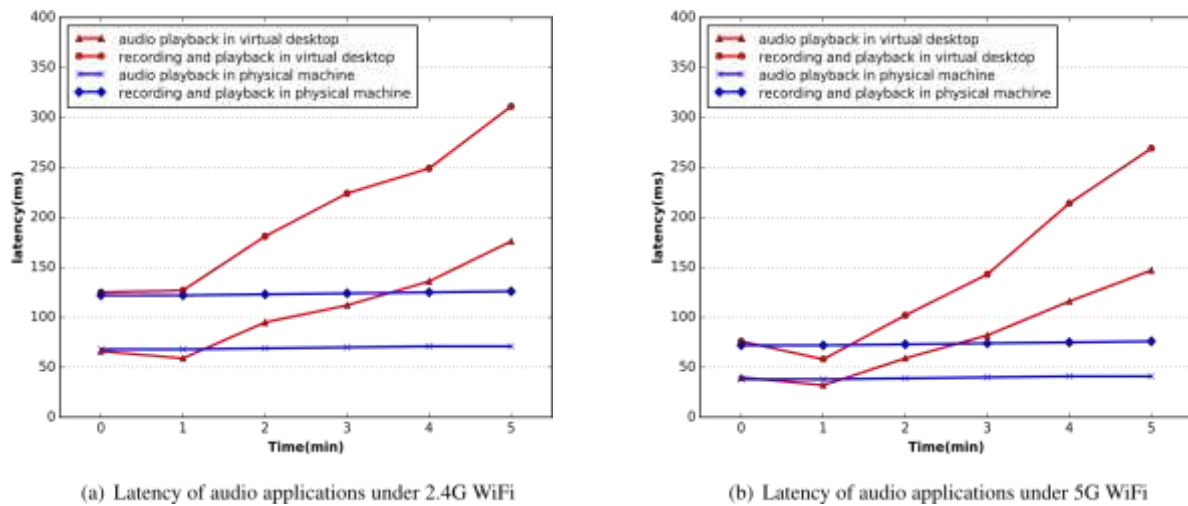 400
350
300
250
200
150
100
50
0
latency(ms)
audio playback in virtual desktop
recording and playback in virtual desktop
audio playback in physical machine
recording and playback in physical machine
0 1 2 3 4 5
Time(min)
(a) Latency of audio applications under 2.4G WiFi
400
350
300
250
200
150
100
50
0
latency(ms)
audio playback in virtual desktop
recording and playback in virtual desktop
audio playback in physical machine
recording and playback in physical machine
0 1 2 3 4 5
Time(min)
(b) Latency of audio applications under 5G WiFi